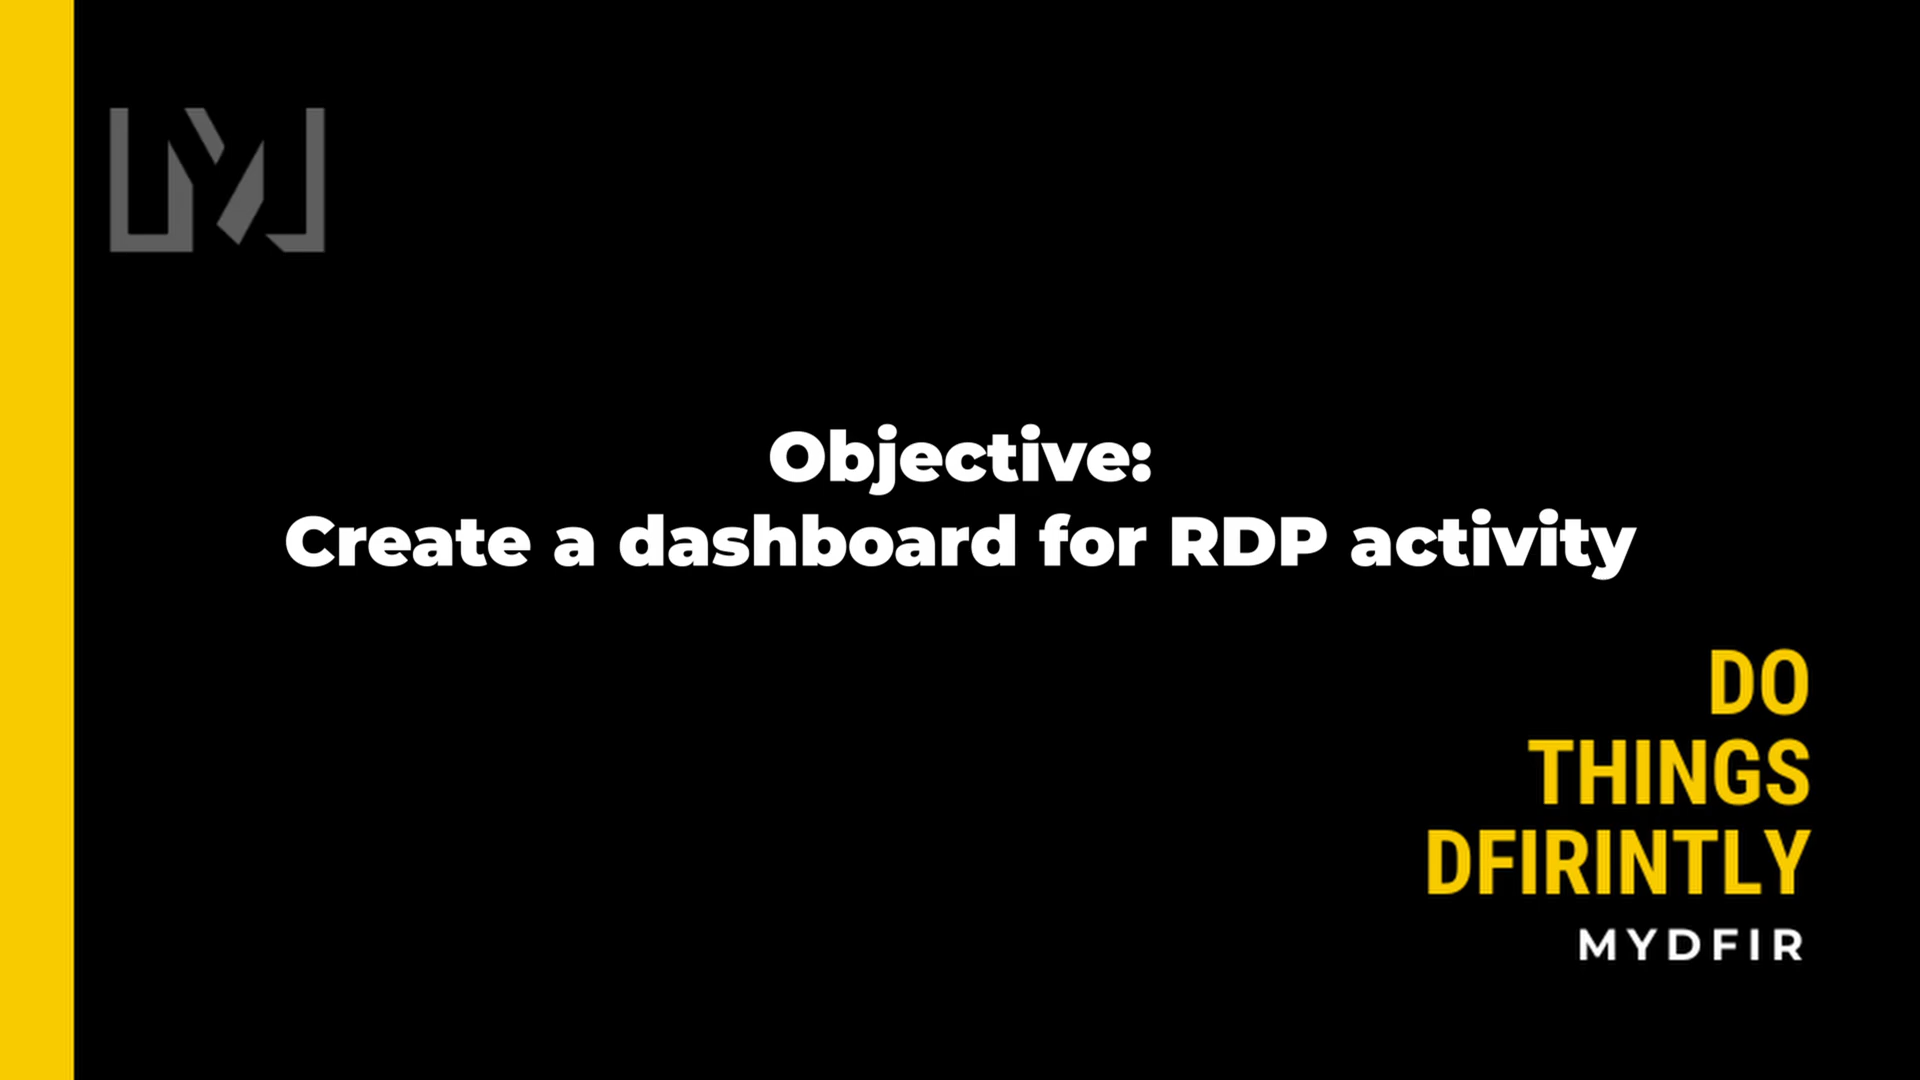 Objective:
Create a dashboard for RDP activity
DO
THINGS
DFIRINTLY
MYDFIR